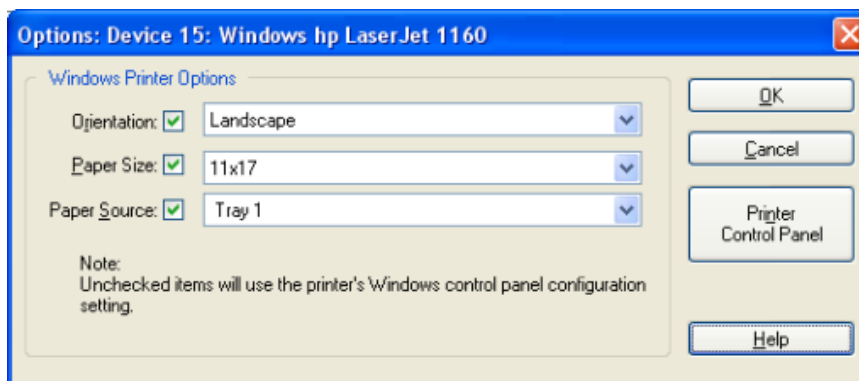 Options: Device 15: Windows hp LaserJet 1160
Windows Printer Options
Orientation: Landscape
Paper Size: 11x17
Paper Source: Tray 1
Note:
Unchecked items will use the printer's Windows control panel configuration
setting.
OK
Cancel
Printer
Control Panel
Help